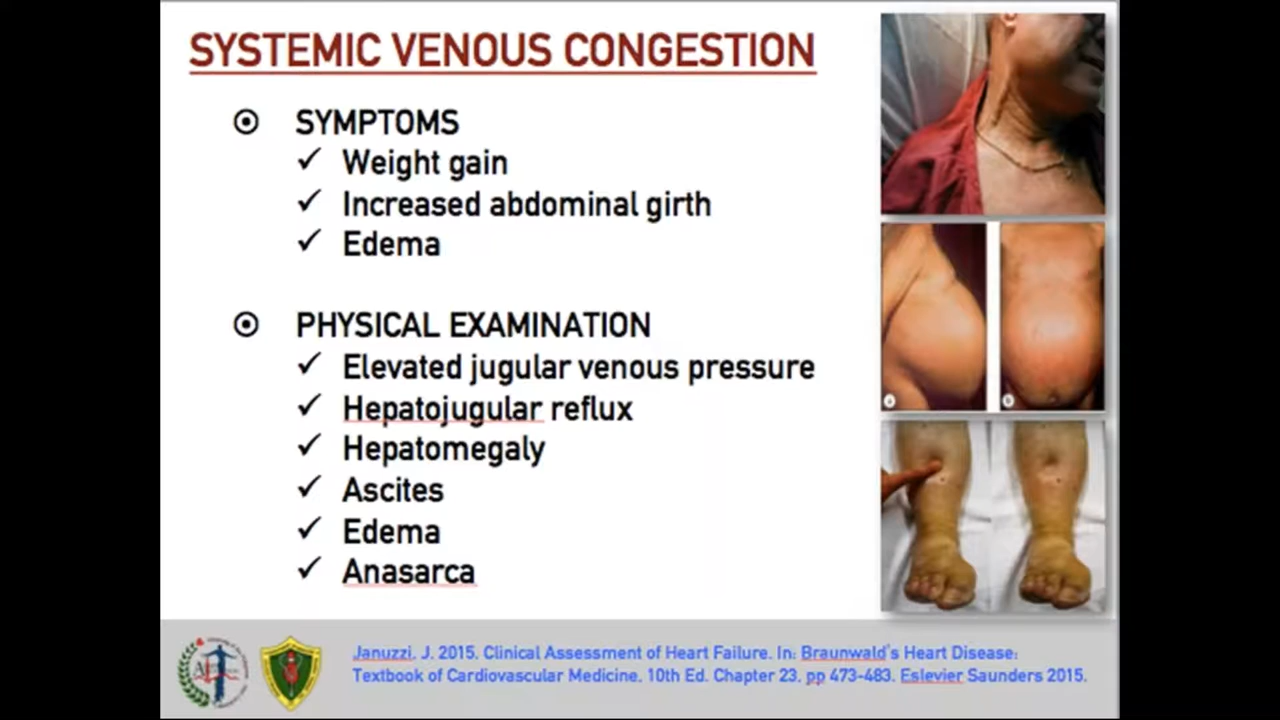 SYSTEMIC VENOUS CONGESTION
SYMPTOMS
Weight gain
Increased abdominal girth
Edema
PHYSICAL EXAMINATION
Elevated jugular venous pressure
Hepatojugular reflux
Hepatomegaly
Ascites
Edema
Anasarca
a
b
Januzzi, J. 2015. Clinical Assessment of Heart Failure. In: Braunwald's Heart Disease:
Textbook of Cardiovascular Medicine, 10th Ed. Chapter 23, pp 473-483. Eslevier Saunders 2015.